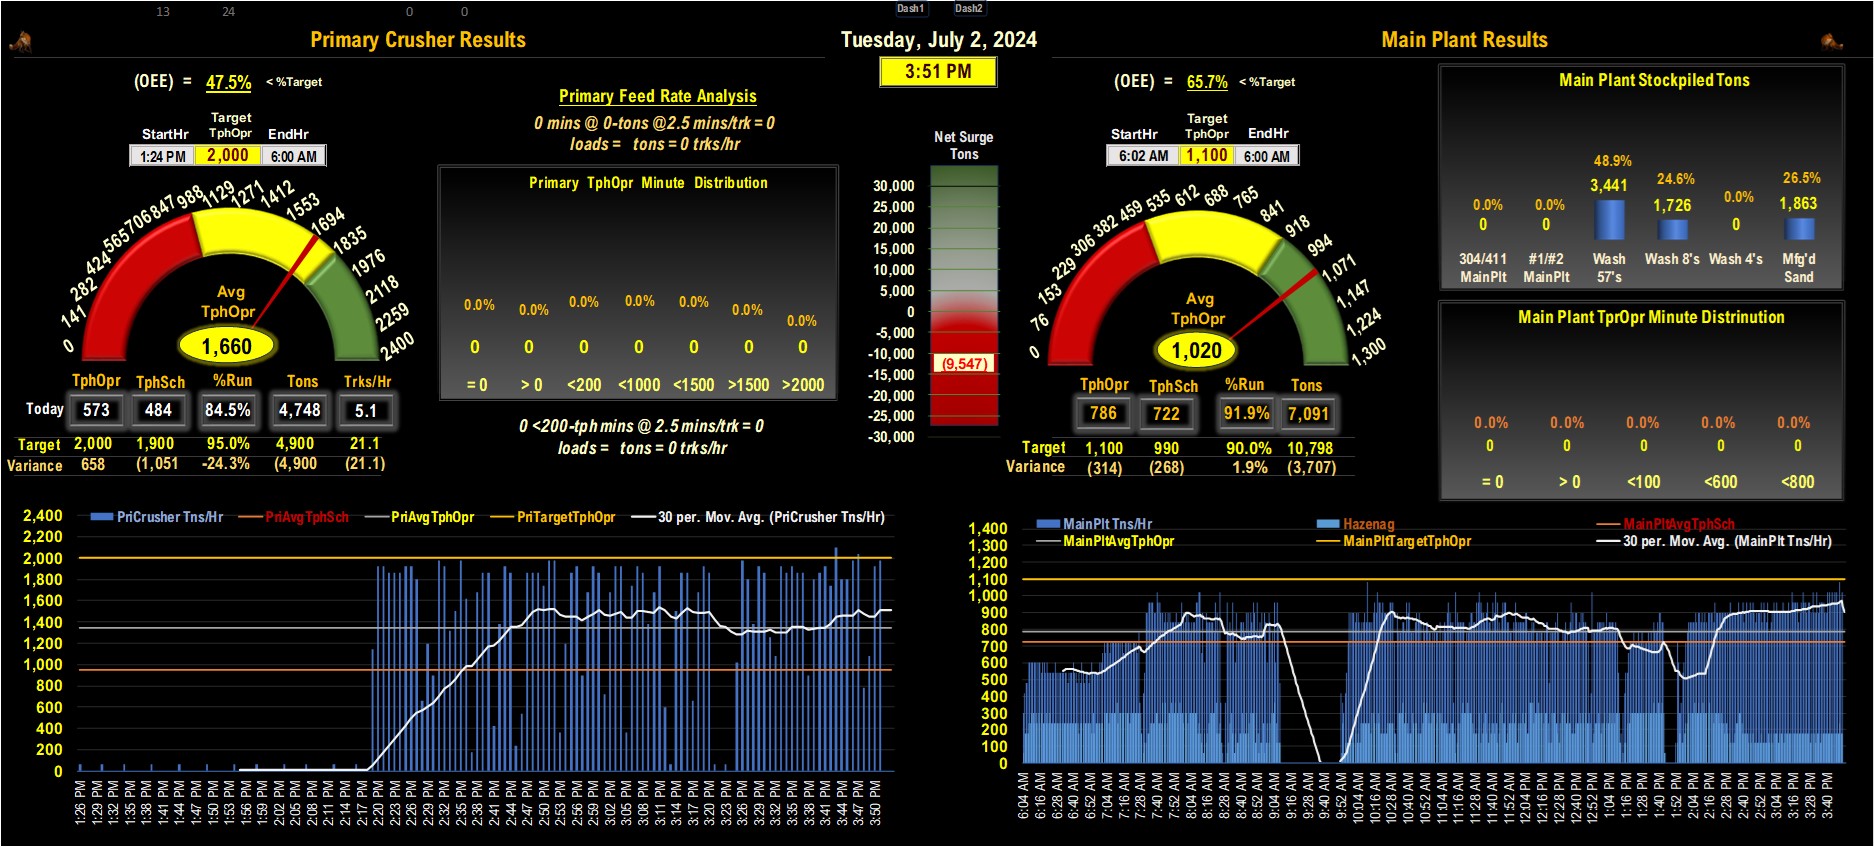 13 24 0 0 Dash1 Dash2
Primary Crusher Results
Tuesday, July 2, 2024
3:51 PM
Main Plant Results
(OEE) = 47.5% < %Target
Target
StartHr TphOpr EndHr
1:24 PM 2,000 6:00 AM
0 141 282 424 565 706 847 988 1129 1271 1412 1553 1694 1835 1976 2118 2259 2400
Avg
TphOpr
1,660
TphOpr TphSch %Run Tons Trks/Hr
Today 573 484 84.5% 4,748 5.1
Target 2,000 1,900 95.0% 4,900 21.1
Variance 658 (1,051 -24.3% (4,900 (21.1)
Primary Feed Rate Analysis
0 mins @ 0-tons @2.5 mins/trk = 0
loads = tons = 0 trks/hr
Primary TphOpr Minute Distribution
0.0% 0.0% 0.0% 0.0% 0.0% 0.0% 0.0%
0 0 0 0 0 0 0
= 0 > 0 <200 <1000 <1500 >1500 >2000
0 <200-tph mins @ 2.5 mins/trk = 0
loads = tons = 0 trks/hr
Net Surge
Tons
30,000
25,000
20,000
15,000
10,000
5,000
0
-5,000
-10,000
(9,547)
-15,000
-20,000
-25,000
-30,000
(OEE) = 65.7% < %Target
Target
StartHr TphOpr EndHr
6:02 AM 1,100 6:00 AM
0 76 153 229 306 382 459 535 612 688 765 841 918 994 1,071 1,147 1,224 1,300
Avg
TphOpr
1,020
TphOpr TphSch %Run Tons
786 722 91.9% 7,091
Target 1,100 990 90.0% 10,798
Variance (314) (268) 1.9% (3,707)
Main Plant Stockpiled Tons
0.0% 0.0% 48.9% 24.6% 0.0% 26.5%
0 0 3,441 1,726 0 1,863
304/411 #1/#2 Wash Wash 8's Wash 4's Mfg'd
MainPlt MainPlt 57's Sand
Main Plant TprOpr Minute Distrinution
0.0% 0.0% 0.0% 0.0% 0.0%
0 0 0 0 0
= 0 > 0 <100 <600 <800
PriCrusher Tns/Hr PriAvgTphSch PriAvgTphOpr PriTargetTphOpr 30 per. Mov. Avg. (PriCrusher Tns/Hr)
2,400
2,200
2,000
1,800
1,600
1,400
1,200
1,000
800
600
400
200
0
1:26 PM 1:29 PM 1:32 PM 1:35 PM 1:38 PM 1:41 PM 1:44 PM 1:47 PM 1:50 PM 1:53 PM 1:56 PM 1:59 PM 2:02 PM 2:05 PM 2:08 PM 2:11 PM 2:14 PM 2:17 PM 2:20 PM 2:23 PM 2:26 PM 2:29 PM 2:32 PM 2:35 PM 2:38 PM 2:41 PM 2:44 PM 2:47 PM 2:50 PM 2:53 PM 2:56 PM 2:59 PM 3:02 PM 3:05 PM 3:08 PM 3:11 PM 3:14 PM 3:17 PM 3:20 PM 3:23 PM 3:26 PM 3:29 PM 3:32 PM 3:35 PM 3:38 PM 3:41 PM 3:44 PM 3:47 PM 3:50 PM
MainPlt Tns/Hr Hazenag MainPltAvgTphSch
MainPltAvgTphOpr MainPltTargetTphOpr 30 per. Mov. Avg. (MainPlt Tns/Hr)
1,400
1,300
1,200
1,100
1,000
900
800
700
600
500
400
300
200
100
0
6:04 AM 6:16 AM 6:28 AM 6:40 AM 6:52 AM 7:04 AM 7:16 AM 7:28 AM 7:40 AM 7:52 AM 8:04 AM 8:16 AM 8:28 AM 8:40 AM 8:52 AM 9:04 AM 9:16 AM 9:28 AM 9:40 AM 9:52 AM 10:04 AM 10:16 AM 10:28 AM 10:40 AM 10:52 AM 11:04 AM 11:16 AM 11:28 AM 11:40 AM 11:52 AM 12:04 PM 12:16 PM 12:28 PM 12:40 PM 12:52 PM 1:04 PM 1:16 PM 1:28 PM 1:40 PM 1:52 PM 2:04 PM 2:16 PM 2:28 PM 2:40 PM 2:52 PM 3:04 PM 3:16 PM 3:28 PM 3:40 PM